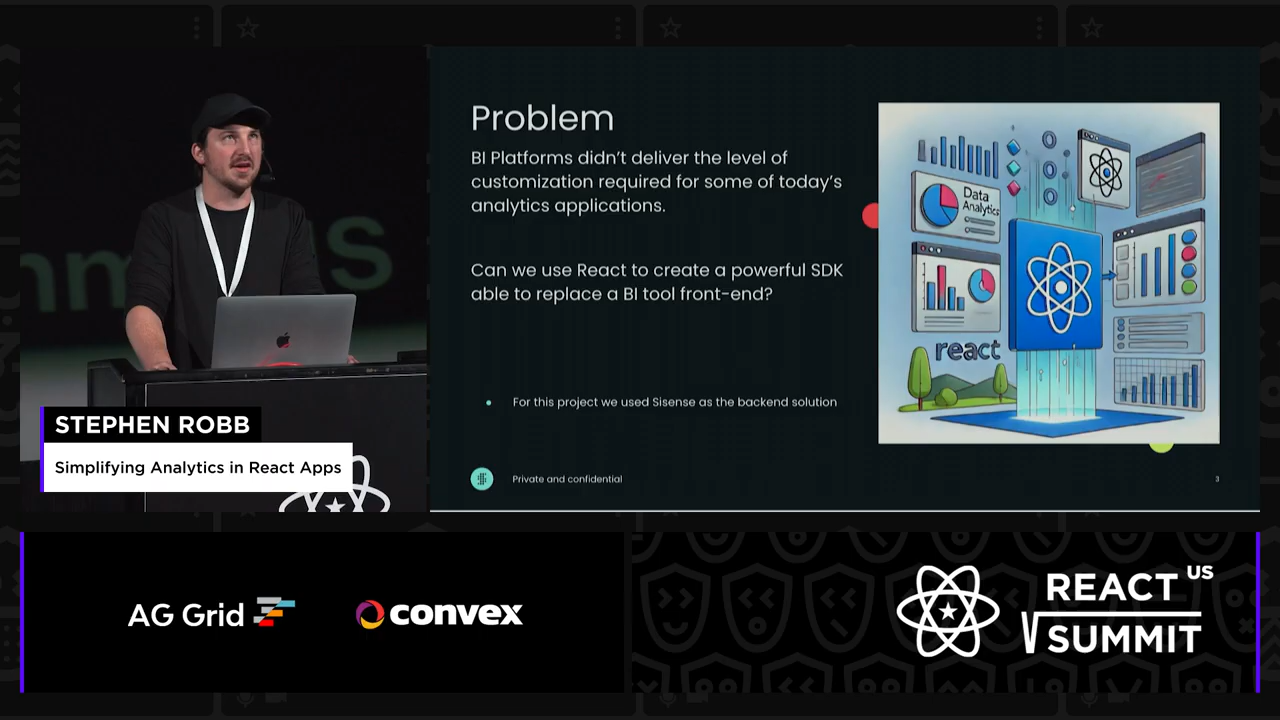 Problem
BI Platforms didn’t deliver the level of
customization required for some of today’s
analytics applications.
Can we use React to create a powerful SDK
able to replace a BI tool front-end?
For this project we used Sisense as the backend solution
Private and confidential
3
Data
Analytics
react
US
STEPHEN ROBB
Simplifying Analytics in React Apps
AG Grid
convex
REACT US
SUMMIT